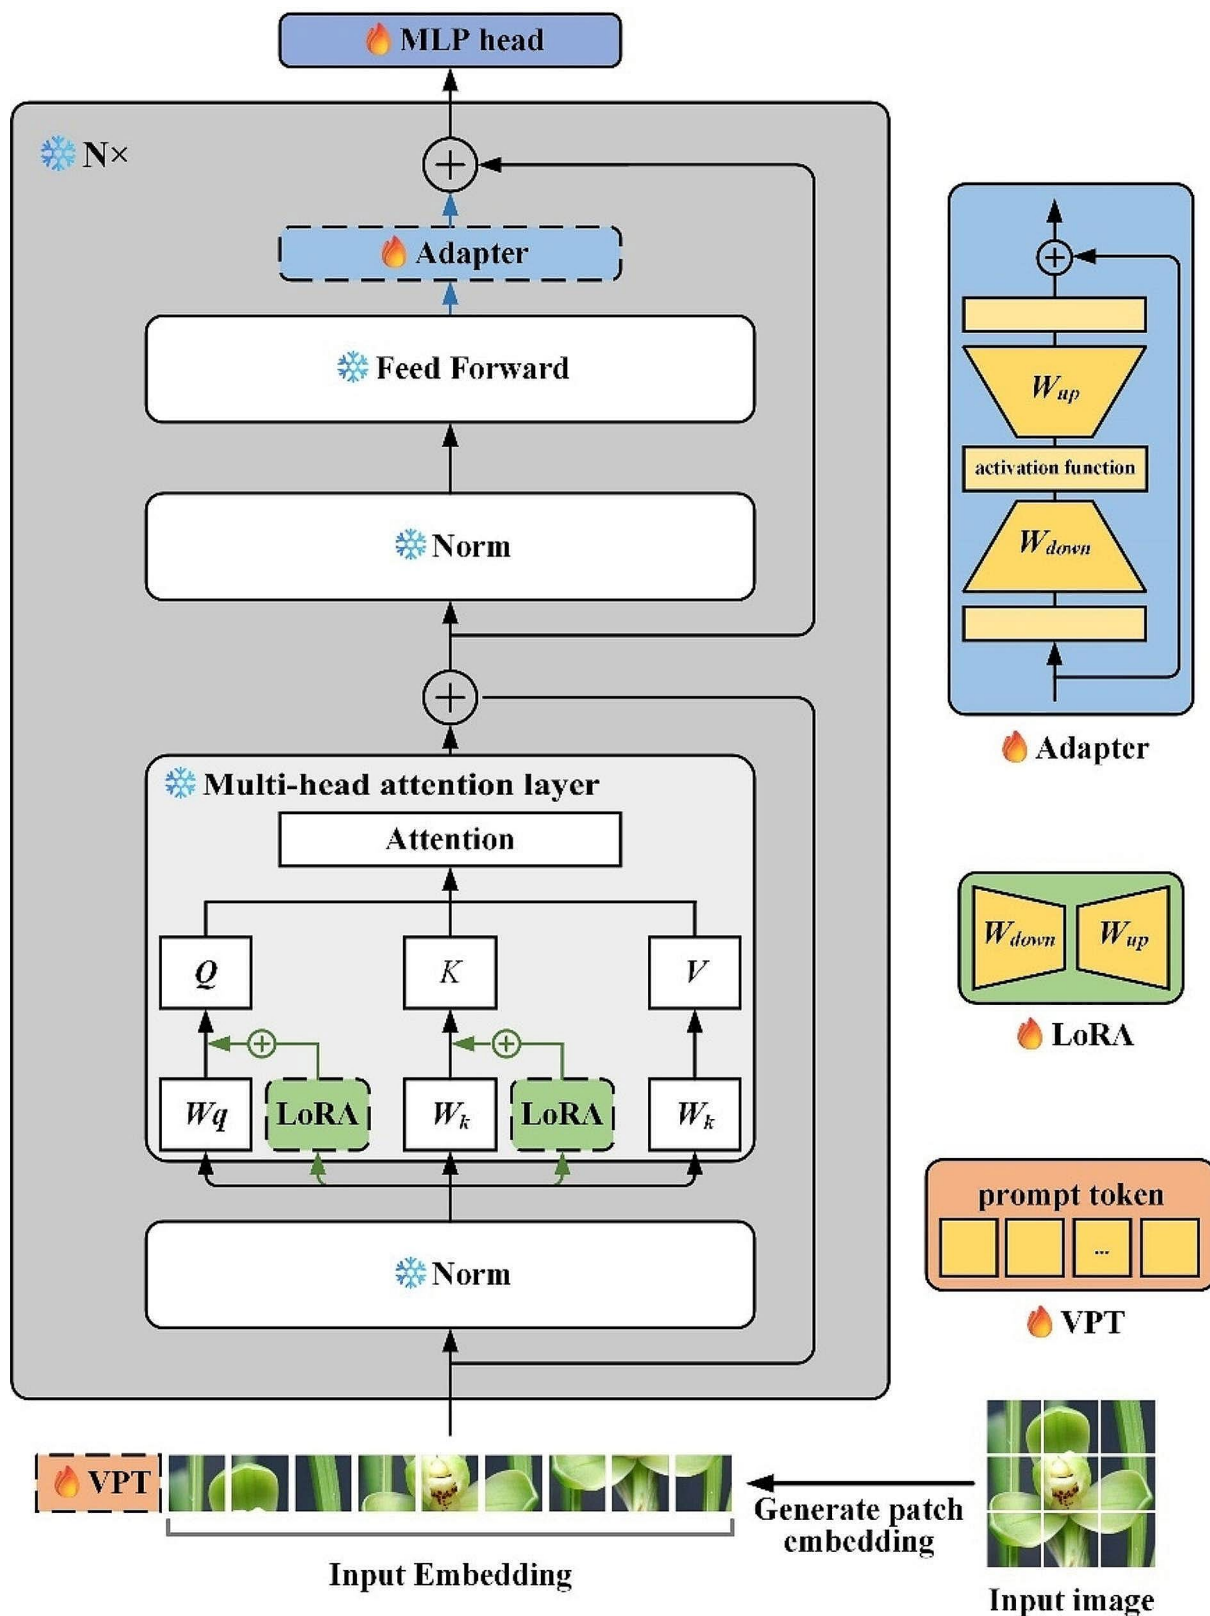 MLP head
N×
Adapter
Feed Forward
Norm
Multi-head attention layer
Attention
Q
K
V
Wq
LoRA
Wk
LoRA
Wk
Norm
VPT
Input Embedding
Generate patch
embedding
Input image
Wup
activation function
Wdown
Adapter
Wdown
Wup
LoRA
prompt token
...
VPT